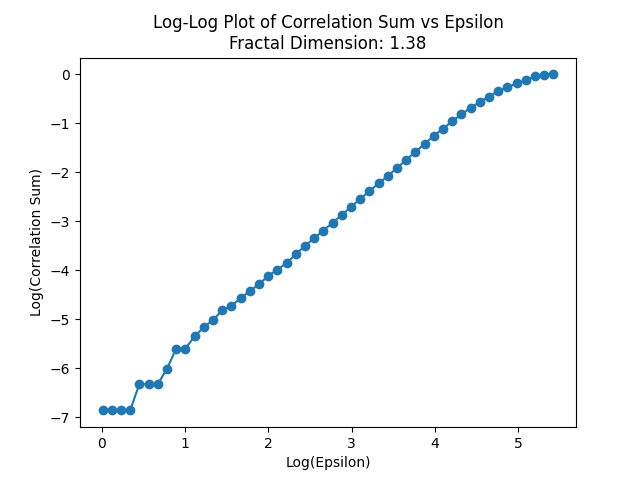 Log-Log Plot of Correlation Sum vs Epsilon
Fractal Dimension: 1.38
0
−1
−2
−3
−4
−5
−6
−7
Log(Correlation Sum)
0 1 2 3 4 5
Log(Epsilon)